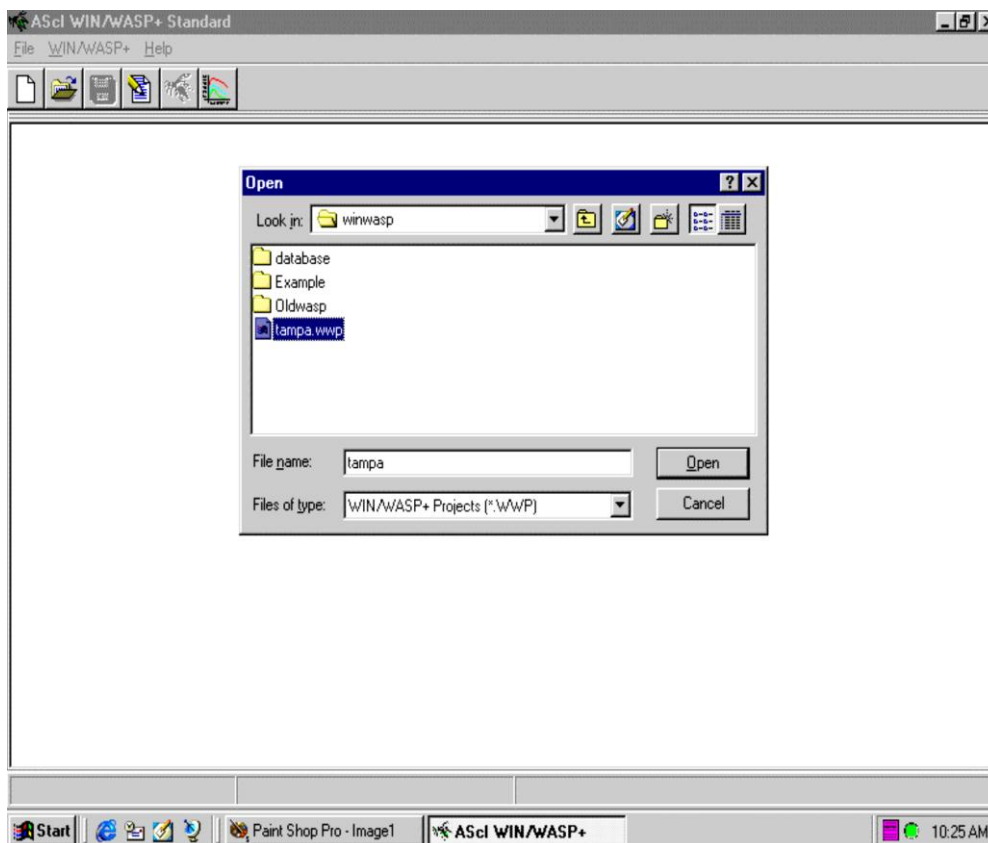 AScI WIN/WASP+ Standard
File WIN/WASP+ Help
Open
Look in: winwasp
database
Example
Oldwasp
tampa.wwp
File name: tampa Open
Files of type: WIN/WASP+ Projects (*.WWP) Cancel
Start Paint Shop Pro - Image1 AScI WIN/WASP+ 10:25 AM